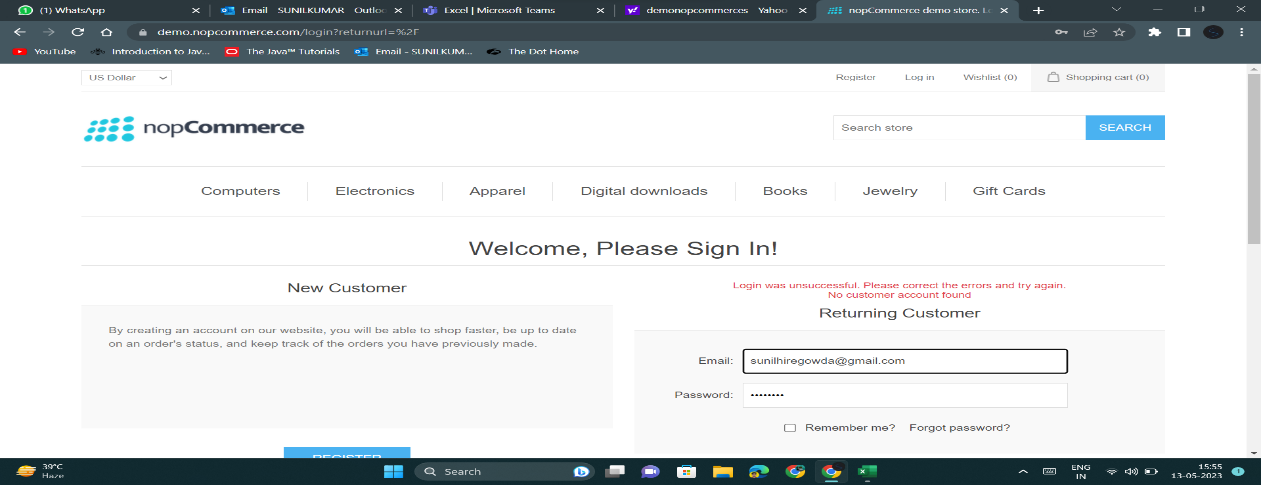 (1) WhatsApp
Email SUNILKUMAR Outloo
Excel | Microsoft Teams
demonopcommerces Yahoo
nopCommerce demo store. Lo
demo.nopcommerce.com/login?returnurl=%2F
YouTube
Introduction to Jav...
The Java™ Tutorials
Email - SUNILKUM...
The Dot Home
US Dollar
Register
Log in
Wishlist (0)
Shopping cart (0)
nopCommerce
Search store
SEARCH
Computers
Electronics
Apparel
Digital downloads
Books
Jewelry
Gift Cards
Welcome, Please Sign In!
New Customer
By creating an account on our website, you will be able to shop faster, be up to date
on an order's status, and keep track of the orders you have previously made.
REGISTER
Login was unsuccessful. Please correct the errors and try again.
No customer account found
Returning Customer
Email:
sunilhiregowda@gmail.com
Password:
••••••••
Remember me?
Forgot password?
39°C
Haze
Search
ENG
IN
15:55
13-05-2023
1